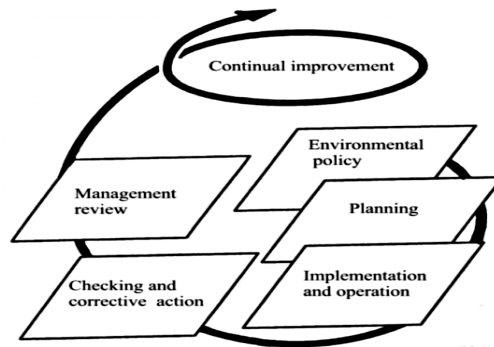 Continual improvement
Environmental
policy
Management
review
Planning
Checking and
corrective action
Implementation
and operation